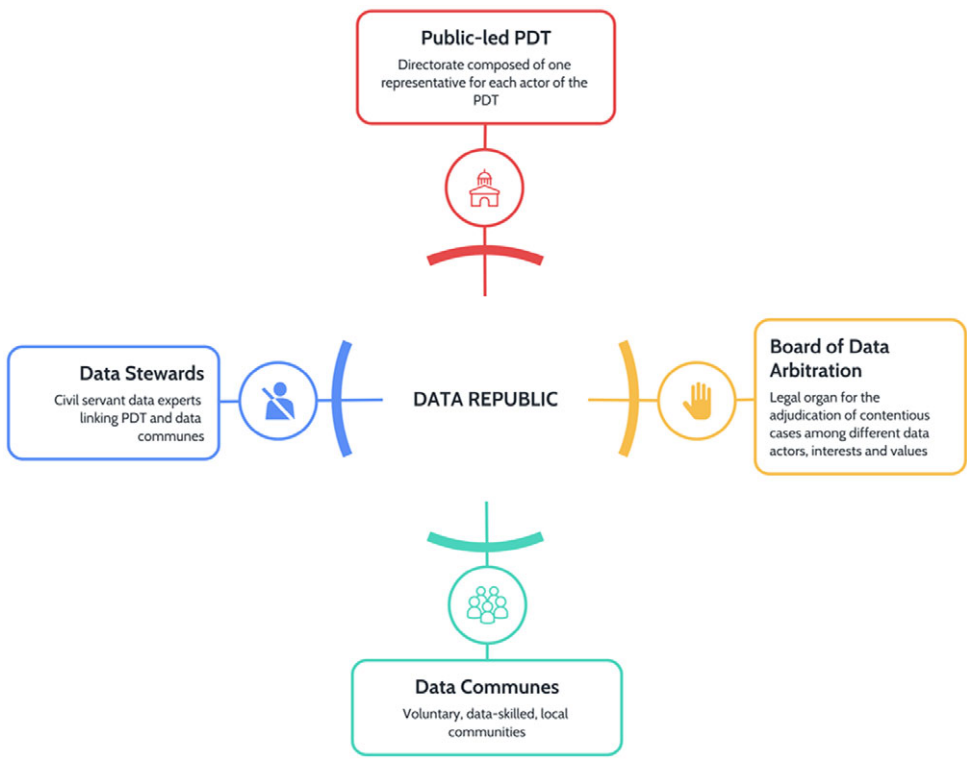 Public-led PDT
Directorate composed of one
representative for each actor of the
PDT
Data Stewards
Civil servant data experts
linking PDT and data
communes
DATA REPUBLIC
Board of Data
Arbitration
Legal organ for the
adjudication of contentious
cases among different data
actors, interests and values
Data Communes
Voluntary, data-skilled, local
communities